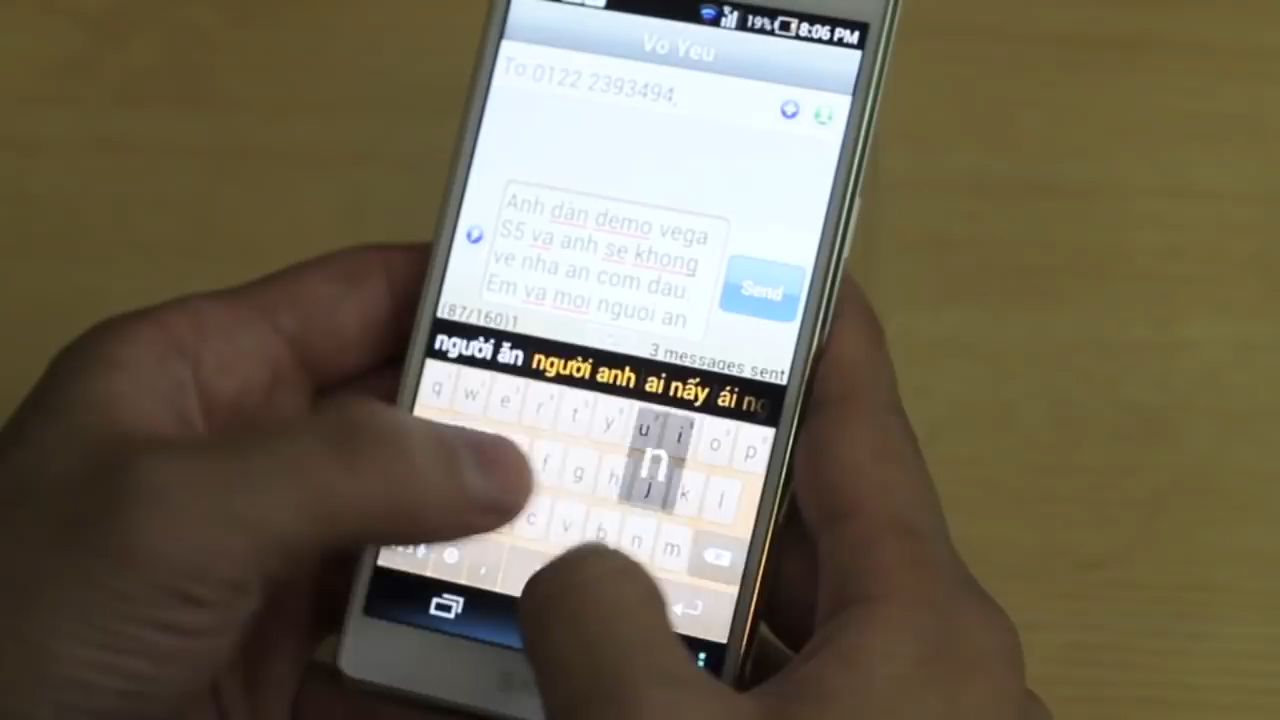 19% 8:06 PM
Vo Yeu
To 0122 2393494,
Anh dàn demo vega
S5 va anh se khong
ve nha an com dau.
Em va moi nguoi an
Send
(87/160)1
3 messages sent
người ăn người anh ai nấy ái
q w e r t y u i o p
f g h j k l
n
c v b n m
,